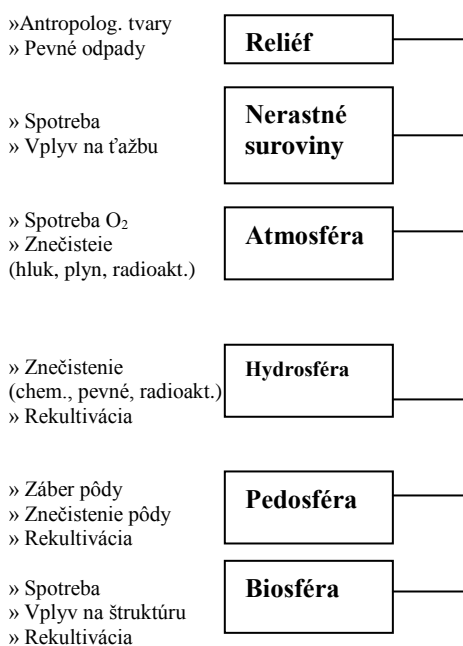 »Antropolog. tvary
» Pevné odpady
Reliéf
» Spotreba
» Vplyv na ťažbu
Nerastné
suroviny
» Spotreba O₂
» Znečisteie
(hluk, plyn, radioakt.)
Atmosféra
» Znečistenie
(chem., pevné, radioakt.)
» Rekultivácia
Hydrosféra
» Záber pôdy
» Znečistenie pôdy
» Rekultivácia
Pedosféra
» Spotreba
» Vplyv na štruktúru
» Rekultivácia
Biosféra